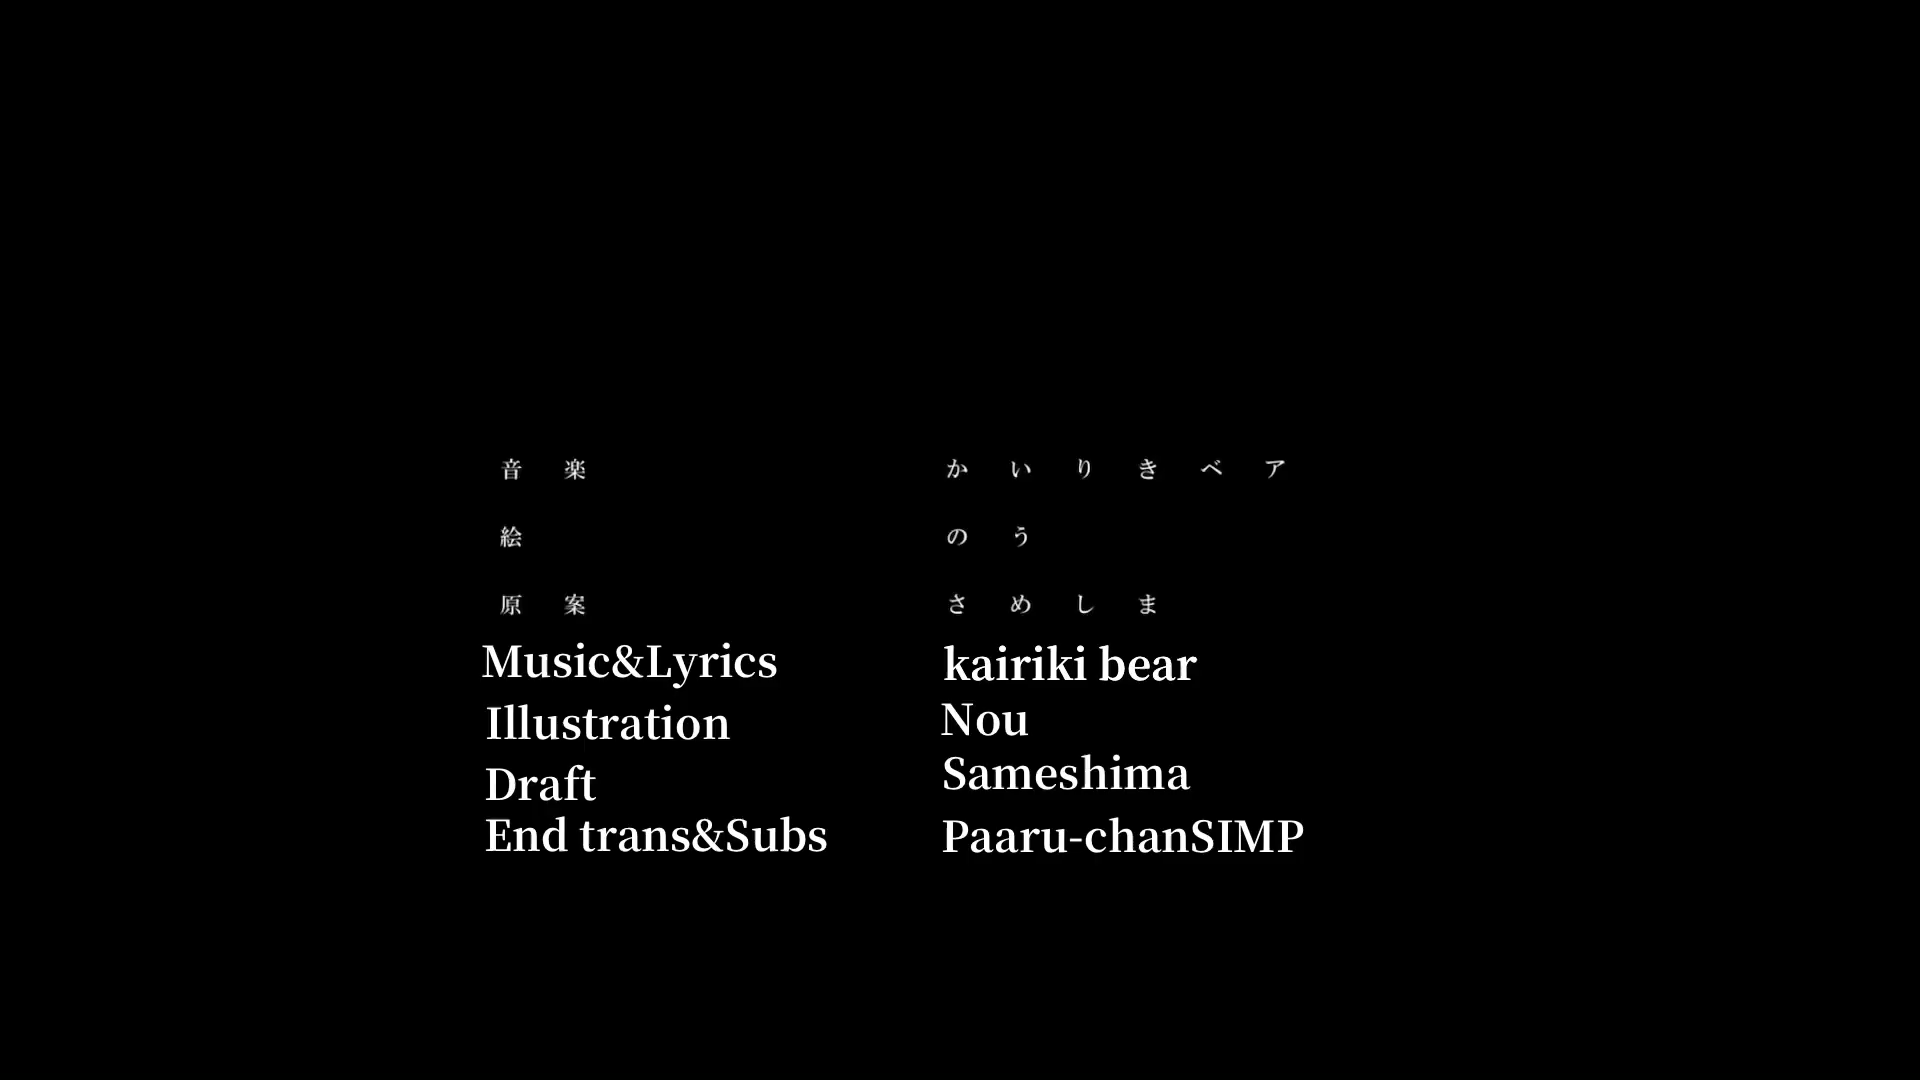 音楽 かいりきベア
絵 のう
原案 さめしま
Music&Lyrics kairiki bear
Illustration Nou
Draft Sameshima
End trans&Subs Paaru-chanSIMP